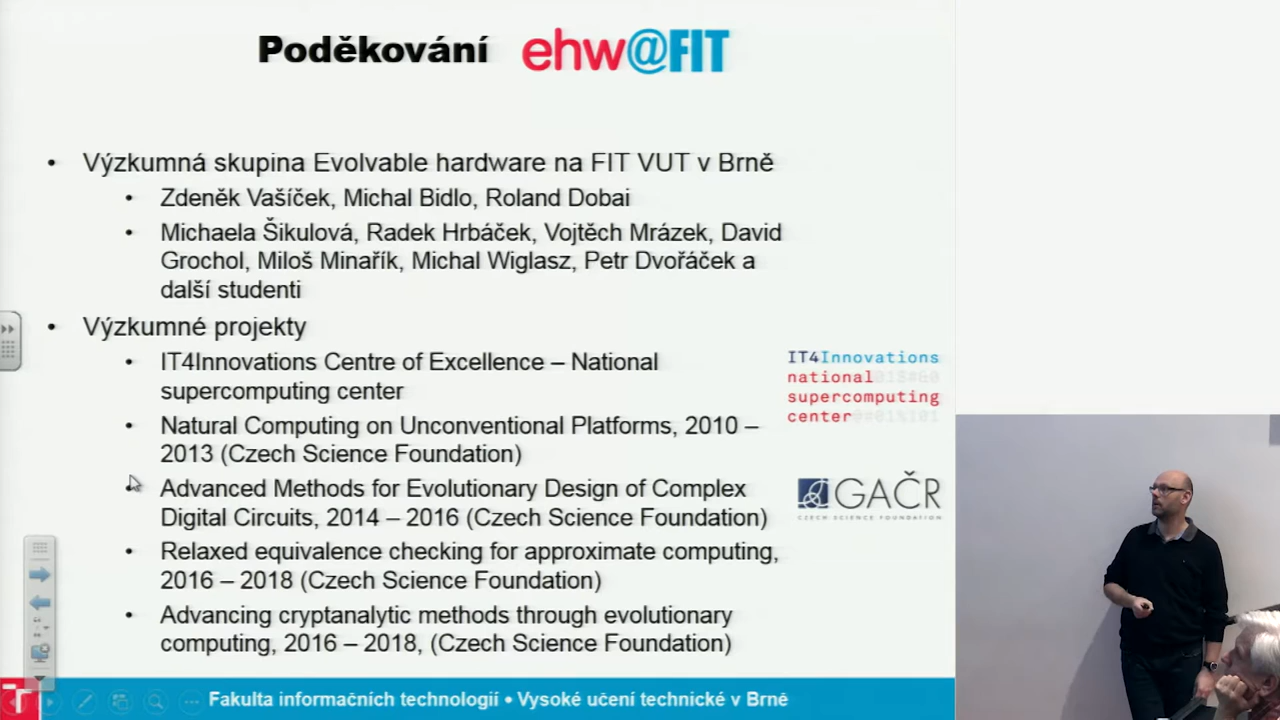 Poděkování ehw@FIT
• Výzkumná skupina Evolvable hardware na FIT VUT v Brně
• Zdeněk Vašíček, Michal Bidlo, Roland Dobai
• Michaela Šikulová, Radek Hrbáček, Vojtěch Mrázek, David
Grochol, Miloš Minařík, Michal Wiglasz, Petr Dvořáček a
další studenti
• Výzkumné projekty
• IT4Innovations Centre of Excellence – National
supercomputing center
• Natural Computing on Unconventional Platforms, 2010 –
2013 (Czech Science Foundation)
• Advanced Methods for Evolutionary Design of Complex
Digital Circuits, 2014 – 2016 (Czech Science Foundation)
• Relaxed equivalence checking for approximate computing,
2016 – 2018 (Czech Science Foundation)
• Advancing cryptanalytic methods through evolutionary
computing, 2016 – 2018, (Czech Science Foundation)
IT4Innovations
national
supercomputing
center
GAČR
CZECH SCIENCE FOUNDATION
Fakulta informačních technologií • Vysoké učení technické v Brně